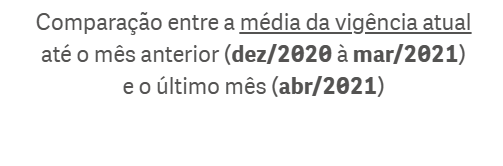 Comparação entre a média da vigência atual
até o mês anterior (dez/2020 à mar/2021)
e o último mês (abr/2021)